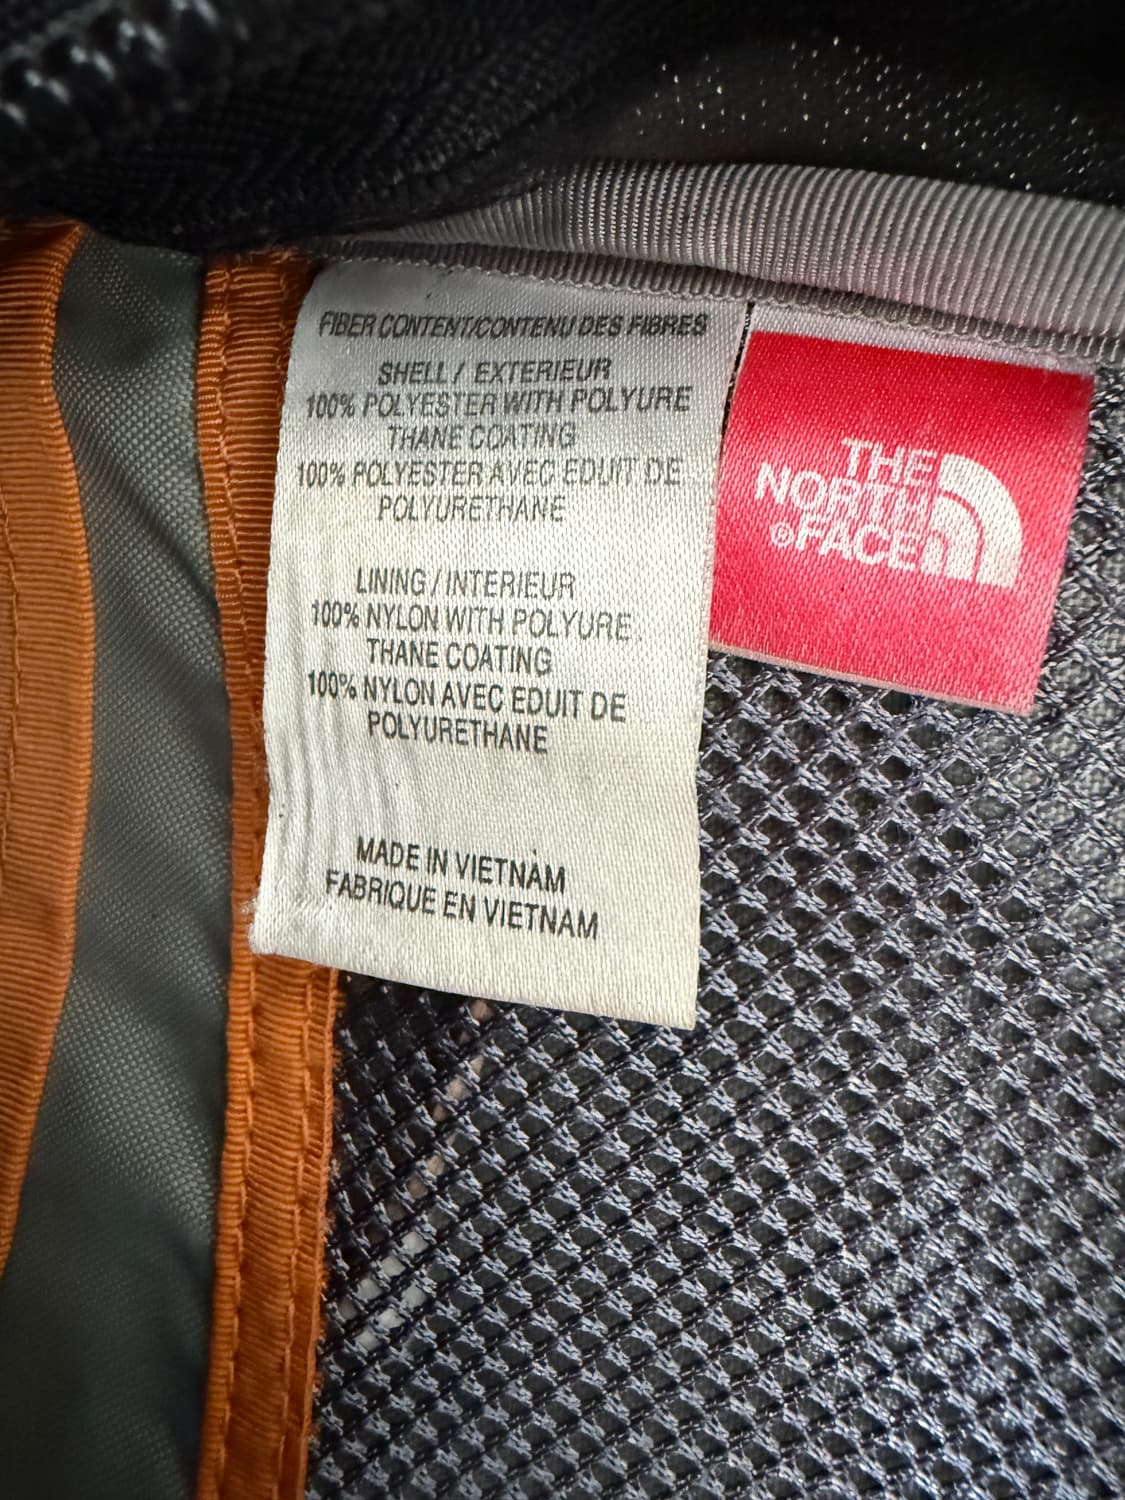 FIBER CONTENT/CONTENU DES FIBRES
SHELL / EXTERIEUR
100% POLYESTER WITH POLYURE
THANE COATING
100% POLYESTER AVEC EDUIT DE
POLYURETHANE
LINING / INTERIEUR
100% NYLON WITH POLYURE
THANE COATING
100% NYLON AVEC EDUIT DE
POLYURETHANE
MADE IN VIETNAM
FABRIQUE EN VIETNAM
THE
NORTH
®FACE